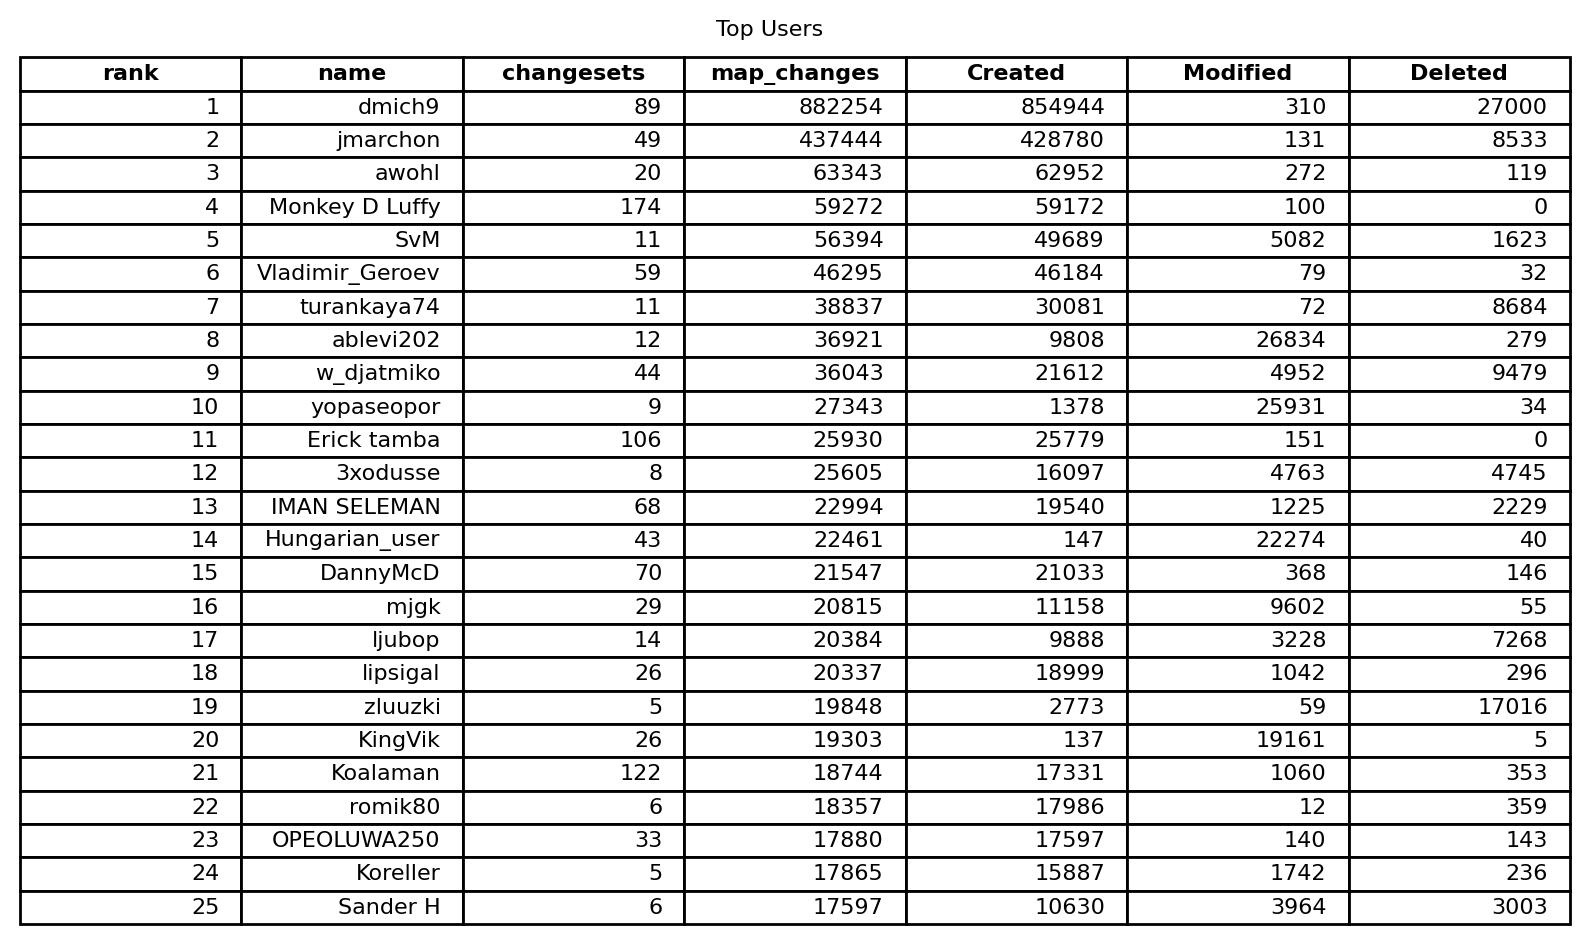 Top Users
rank name changesets map_changes Created Modified Deleted
1 dmich9 89 882254 854944 310 27000
2 jmarchon 49 437444 428780 131 8533
3 awohl 20 63343 62952 272 119
4 Monkey D Luffy 174 59272 59172 100 0
5 SvM 11 56394 49689 5082 1623
6 Vladimir_Geroev 59 46295 46184 79 32
7 turankaya74 11 38837 30081 72 8684
8 ablevi202 12 36921 9808 26834 279
9 w_djatmiko 44 36043 21612 4952 9479
10 yopaseopor 9 27343 1378 25931 34
11 Erick tamba 106 25930 25779 151 0
12 3xodusse 8 25605 16097 4763 4745
13 IMAN SELEMAN 68 22994 19540 1225 2229
14 Hungarian_user 43 22461 147 22274 40
15 DannyMcD 70 21547 21033 368 146
16 mjgk 29 20815 11158 9602 55
17 ljubop 14 20384 9888 3228 7268
18 lipsigal 26 20337 18999 1042 296
19 zluuzki 5 19848 2773 59 17016
20 KingVik 26 19303 137 19161 5
21 Koalaman 122 18744 17331 1060 353
22 romik80 6 18357 17986 12 359
23 OPEOLUWA250 33 17880 17597 140 143
24 Koreller 5 17865 15887 1742 236
25 Sander H 6 17597 10630 3964 3003